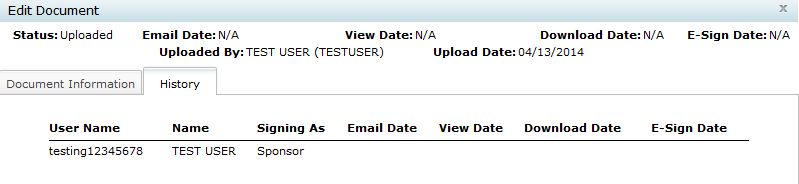 Edit Document x
Status: Uploaded Email Date: N/A View Date: N/A Download Date: N/A E-Sign Date: N/A
Uploaded By: TEST USER (TESTUSER) Upload Date: 04/13/2014
Document Information History
User Name Name Signing As Email Date View Date Download Date E-Sign Date
testing12345678 TEST USER Sponsor